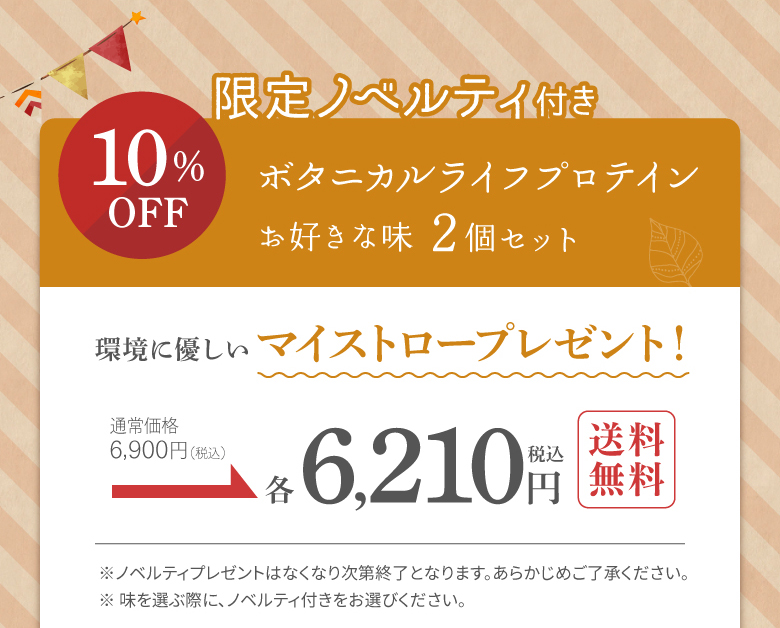 限定ノベルティ付き
10%
OFF
ボタニカルライフプロテイン
お好きな味 2個セット
環境に優しい マイストロープレゼント！
通常価格
6,900円(税込)
各6,210円 税込
送料
無料
※ノベルティプレゼントはなくなり次第終了となります。あらかじめご了承ください。
※ 味を選ぶ際に、ノベルティ付きをお選びください。